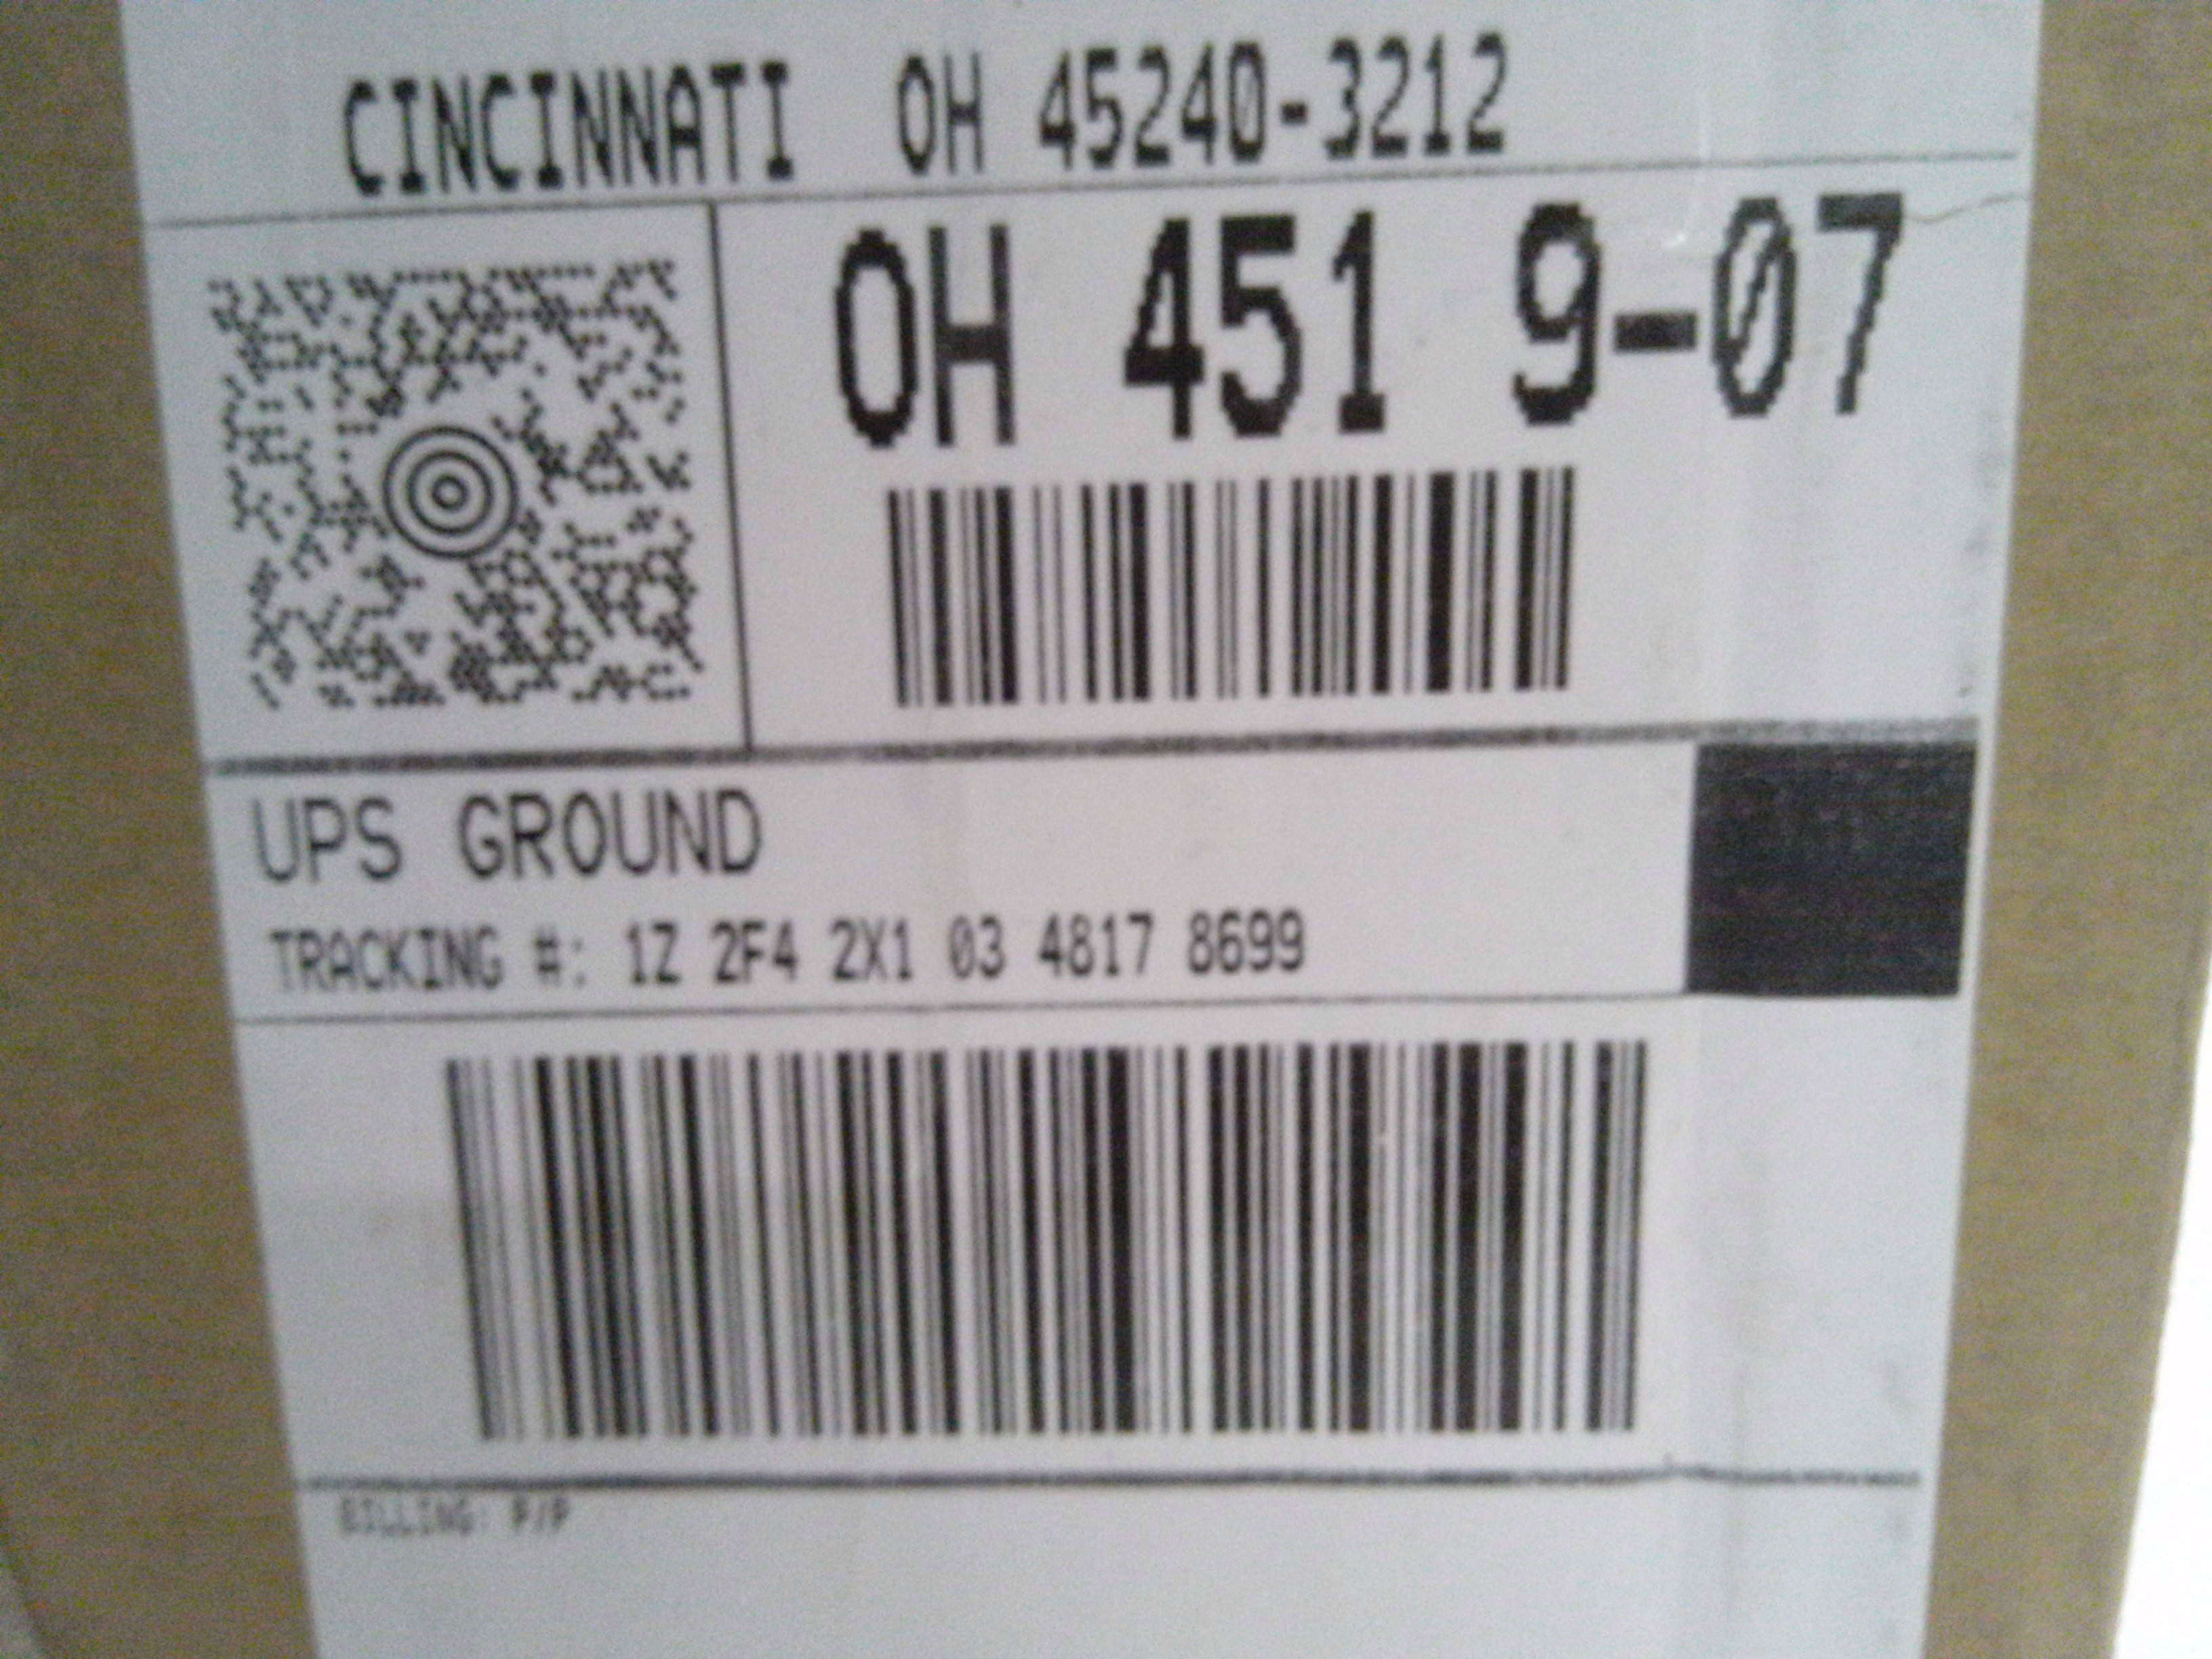 CINCINNATI OH 45240-3212
OH 451 9-07
UPS GROUND
TRACKING #: 1Z 2F4 2X1 03 4817 8699
BILLING: P/P